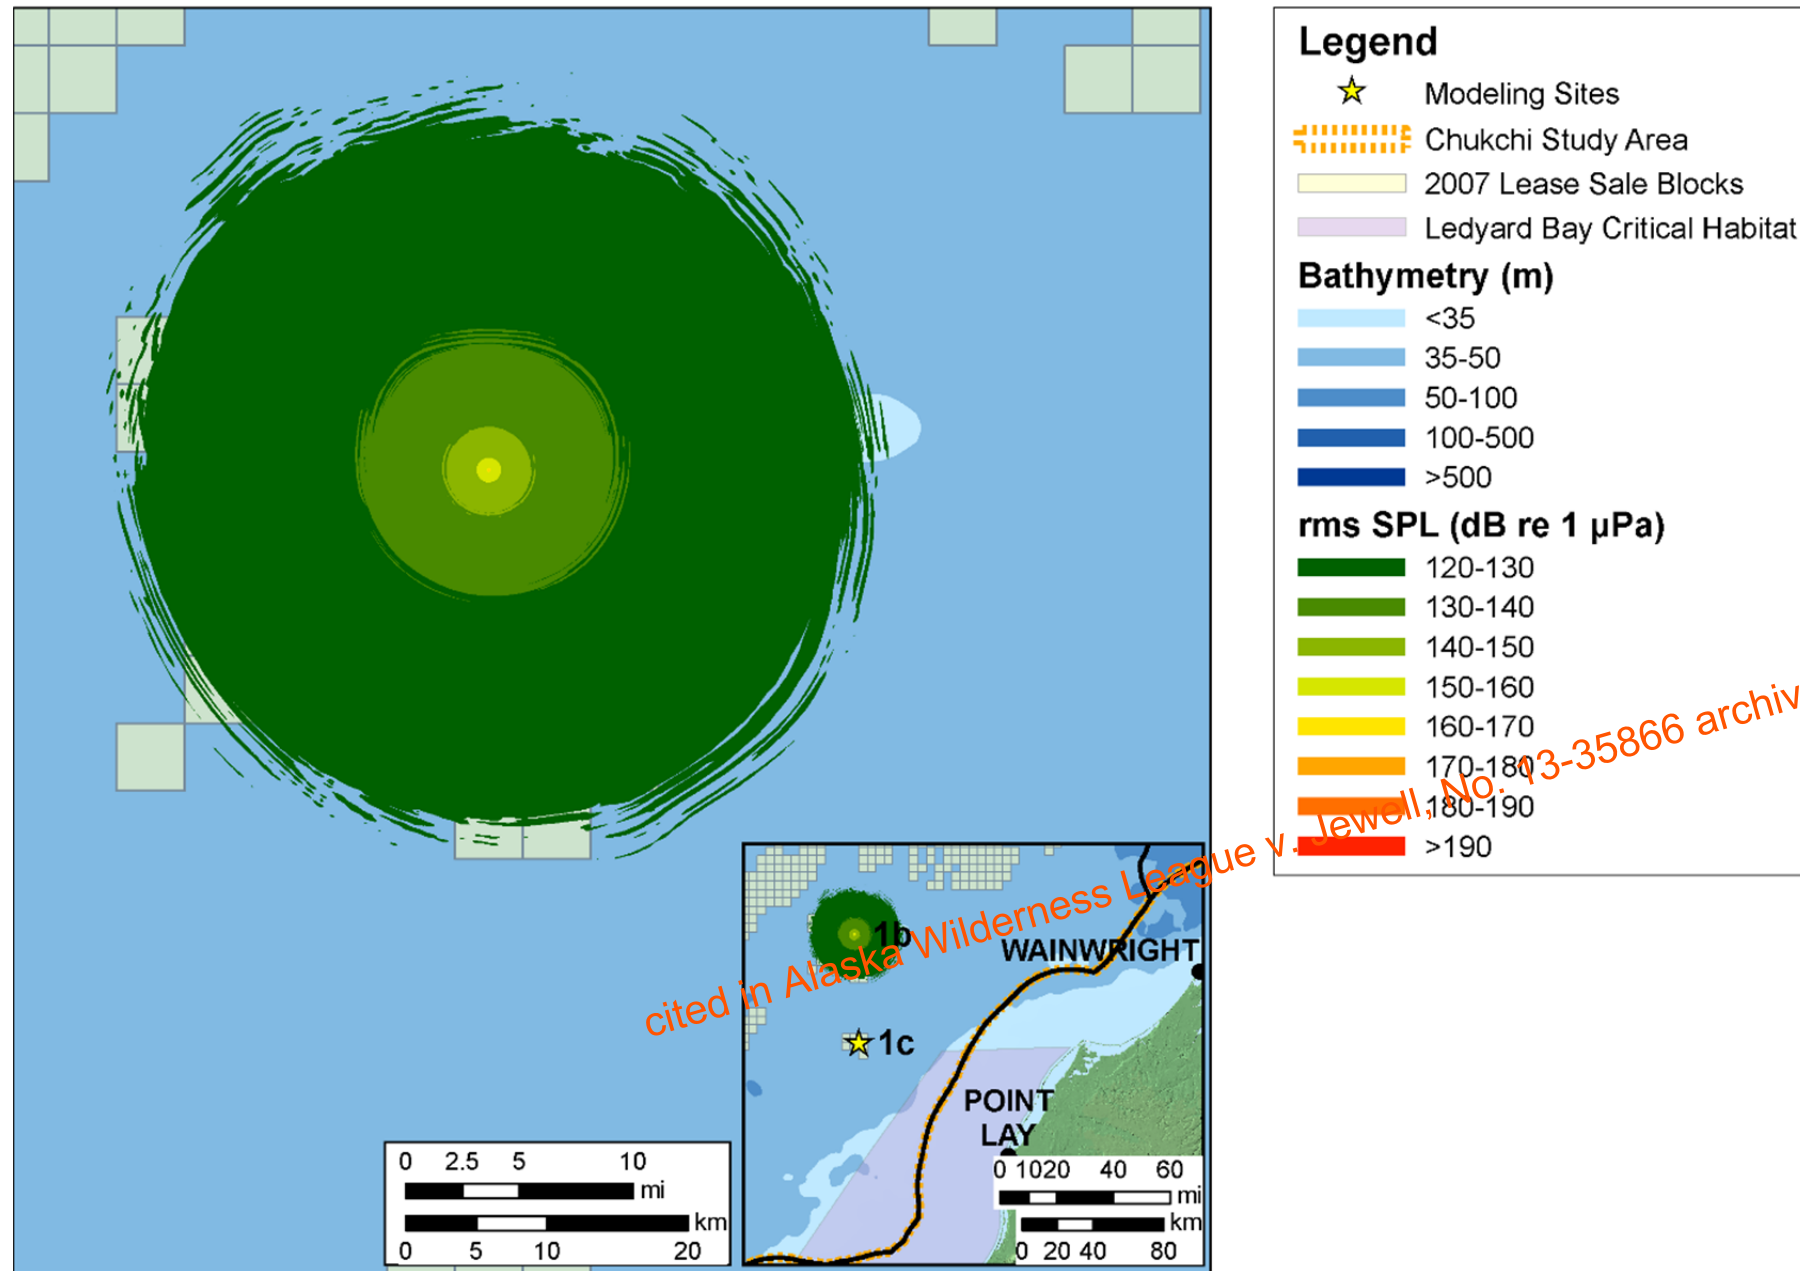 Legend
Modeling Sites
Chukchi Study Area
2007 Lease Sale Blocks
Ledyard Bay Critical Habitat
Bathymetry (m)
<35
35-50
50-100
100-500
>500
rms SPL (dB re 1 µPa)
120-130
130-140
140-150
150-160
160-170
170-180
180-190
>190
cited in Alaska Wilderness League v. Jewell, No. 13-35866 archiv
1b
WAINWRIGHT
1c
POINT
LAY
0 2.5 5 10
mi
km
0 5 10 20
0 10 20 40 60
mi
km
0 20 40 80